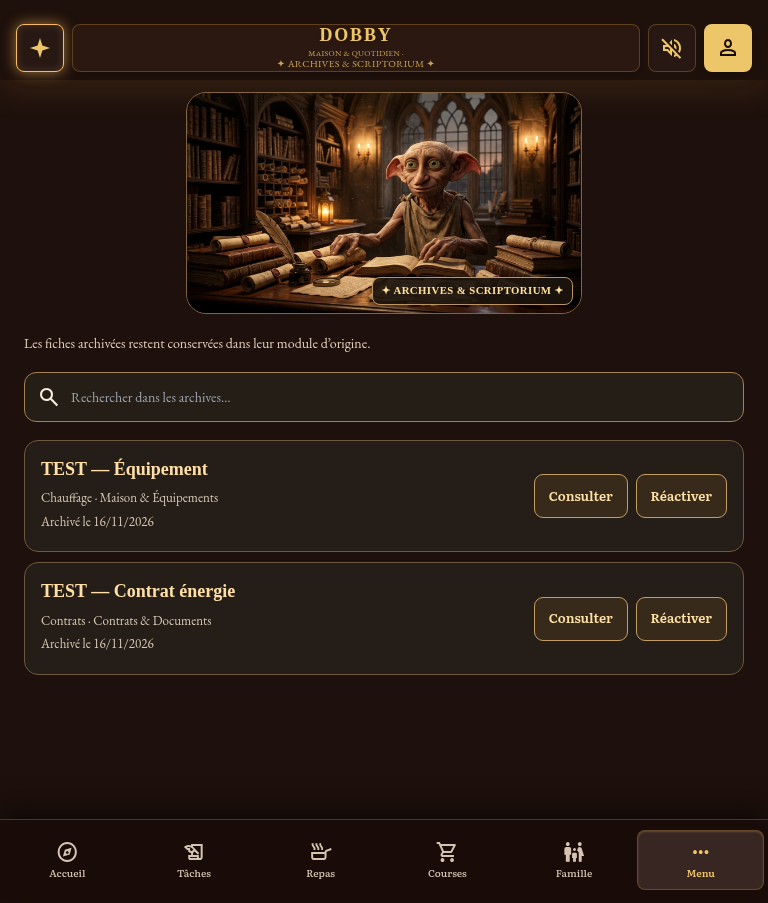 DOBBY
MAISON & QUOTIDIEN ·
✦ ARCHIVES & SCRIPTORIUM ✦
✦ ARCHIVES & SCRIPTORIUM ✦
Les fiches archivées restent conservées dans leur module d'origine.
Rechercher dans les archives…
TEST — Équipement
Chauffage · Maison & Équipements
Archivé le 16/11/2026
Consulter
Réactiver
TEST — Contrat énergie
Contrats · Contrats & Documents
Archivé le 16/11/2026
Consulter
Réactiver
Accueil
Tâches
Repas
Courses
Famille
Menu